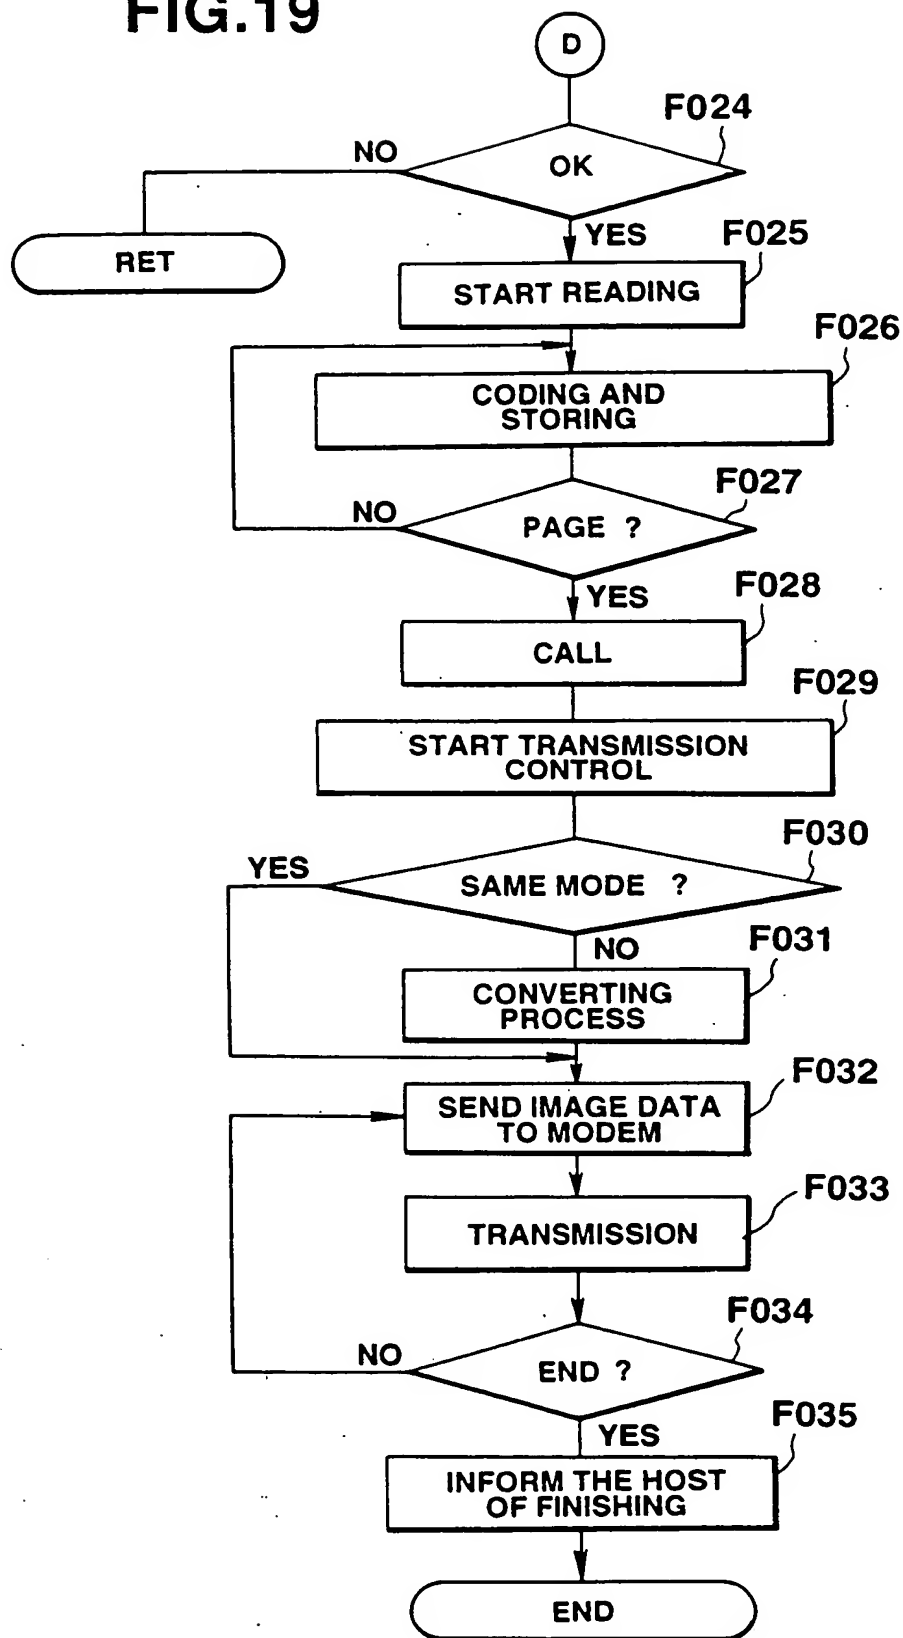 FIG.19
D
F024
NO
OK
YES
F025
RET
START READING
F026
CODING AND
STORING
F027
NO
PAGE ?
YES
F028
CALL
F029
START TRANSMISSION
CONTROL
F030
YES
SAME MODE ?
NO
F031
CONVERTING
PROCESS
F032
SEND IMAGE DATA
TO MODEM
F033
TRANSMISSION
F034
NO
END ?
YES
F035
INFORM THE HOST
OF FINISHING
END